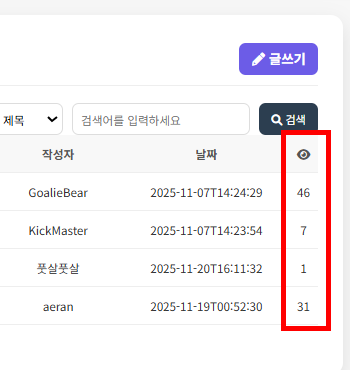 글쓰기
제목 검색어를 입력하세요 검색
작성자 날짜
GoalieBear 2025-11-07T14:24:29 46
KickMaster 2025-11-07T14:23:54 7
풋살풋살 2025-11-20T16:11:32 1
aeran 2025-11-19T00:52:30 31